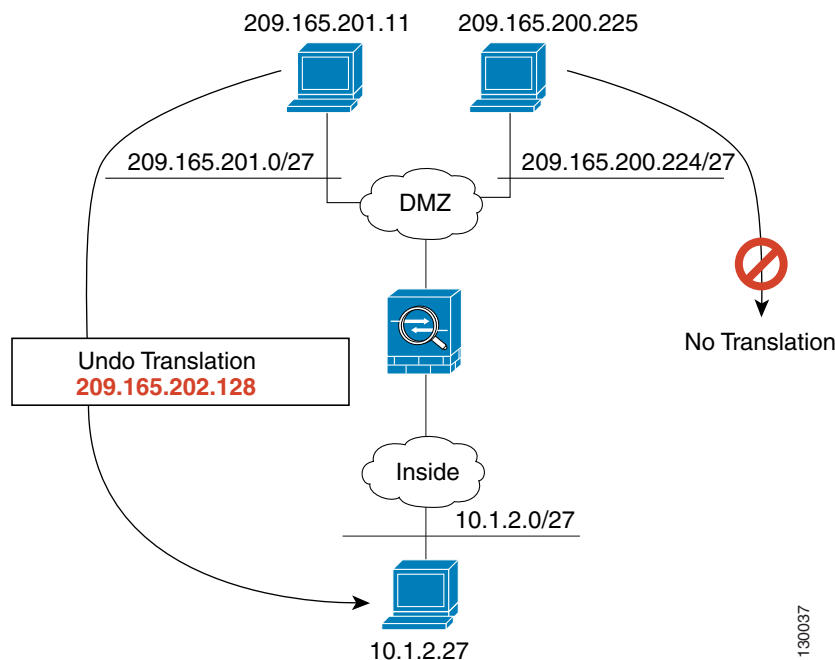 209.165.201.11
209.165.200.225
209.165.201.0/27
209.165.200.224/27
DMZ
No Translation
Undo Translation
209.165.202.128
Inside
10.1.2.0/27
10.1.2.27
130037